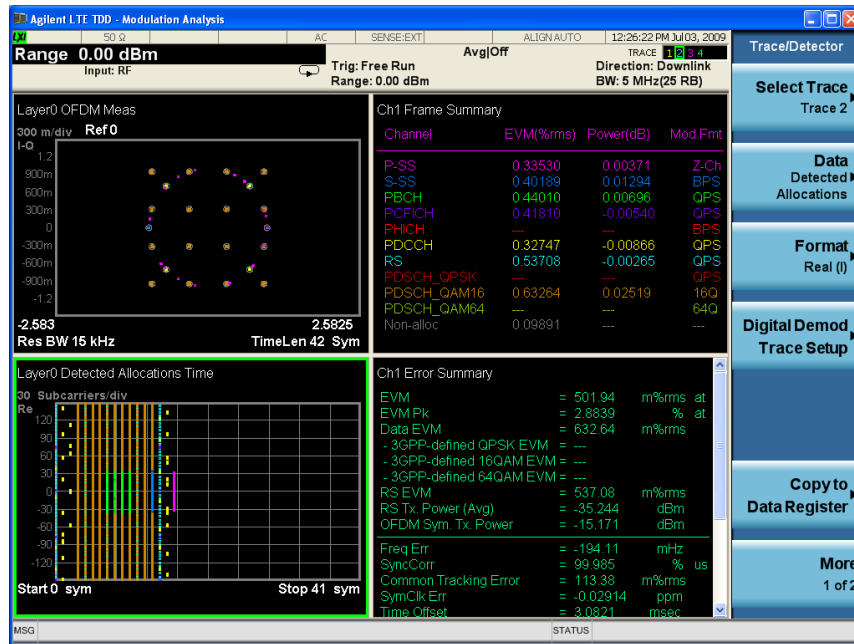 Agilent LTE TDD - Modulation Analysis
LXI 50 Ω AC SENSE:EXT ALIGN AUTO 12:26:22 PM Jul 03, 2009
Range 0.00 dBm
Input: RF
Trig: Free Run
Range: 0.00 dBm
Avg|Off
TRACE 1 2 3 4
Direction: Downlink
BW: 5 MHz(25 RB)
Trace/Detector
Layer0 OFDM Meas
300 m/div Ref 0
I-Q
1.2
900m
600m
300m
0
-300m
-600m
-900m
-1.2
-2.583 2.5825
Res BW 15 kHz TimeLen 42 Sym
Ch1 Frame Summary
Channel EVM(%rms) Power(dB) Mod.Fmt
P-SS 0.33530 0.00371 Z-Ch
S-SS 0.40189 0.01294 BPS
PBCH 0.44010 0.00696 QPS
PCFICH 0.41810 -0.00540 QPS
PHICH --- --- BPS
PDCCH 0.32747 -0.00866 QPS
RS 0.53708 -0.00265 QPS
PDSCH_QPSK --- --- QPS
PDSCH_QAM16 0.63264 0.02519 16Q
PDSCH_QAM64 --- --- 64Q
Non-alloc 0.09891 --- ---
Layer0 Detected Allocations Time
30 Subcarriers/div
Re
120
90
60
30
0
-30
-60
-90
-120
Start 0 sym Stop 41 sym
Ch1 Error Summary
EVM = 501.94 m%rms at
EVM Pk = 2.8839 % at
Data EVM = 632.64 m%rms
- 3GPP-defined QPSK EVM = ---
- 3GPP-defined 16QAM EVM = ---
- 3GPP-defined 64QAM EVM = ---
RS EVM = 537.08 m%rms
RS Tx. Power (Avg) = -35.244 dBm
OFDM Sym. Tx. Power = -15.171 dBm
Freq Err = -194.11 mHz
SyncCorr = 99.985 % us
Common Tracking Error = 113.38 m%rms
SymClk Err = -0.02914 ppm
Time Offset = 3.0821 msec
Select Trace
Trace 2
Data
Detected
Allocations
Format
Real (I)
Digital Demod
Trace Setup
Copy to
Data Register
More
1 of 2
MSG STATUS